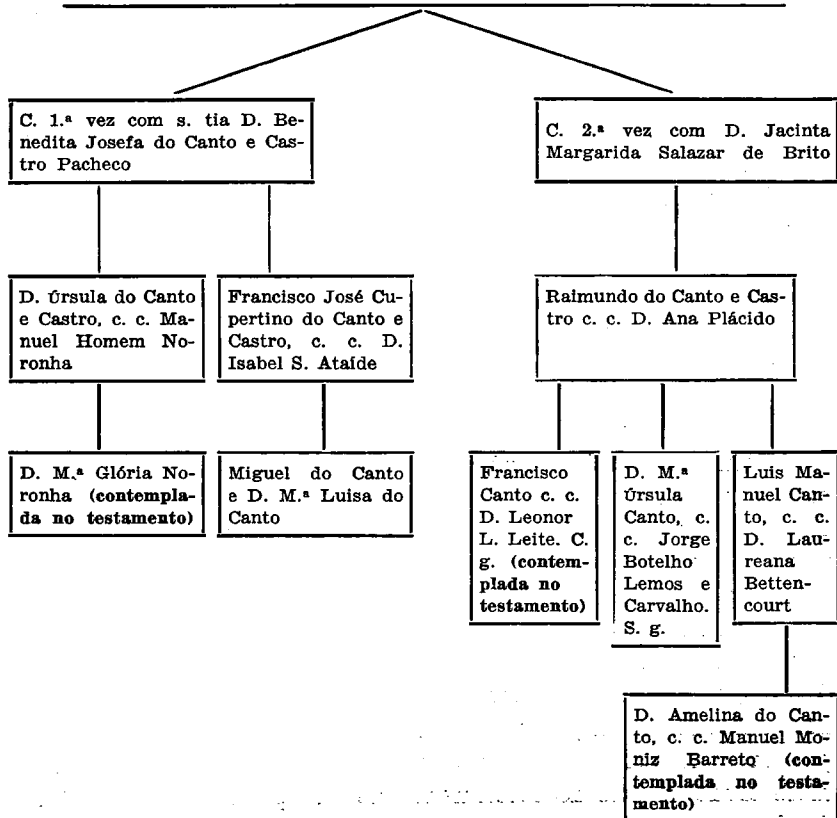 C. 1.ª vez com s. tia D. Be-
nedita Josefa do Canto e Cas-
tro Pacheco
C. 2.ª vez com D. Jacinta
Margarida Salazar de Brito
D. Úrsula do Canto
e Castro, c. c. Ma-
nuel Homem No-
ronha
Francisco José Cu-
pertino do Canto e
Castro, c. c. D.
Isabel S. Ataíde
Raimundo do Canto e Cas-
tro c. c. D. Ana Plácido
D. M.ª Glória No-
ronha (contempla-
da no testamento)
Miguel do Canto
e D. M.ª Luisa do
Canto
Francisco
Canto c. c.
D. Leonor
L. Leite. C.
g. (contem-
plada no
testamento)
D. M.ª
Úrsula
Canto, c.
c. Jorge
Botelho
Lemos e
Carvalho.
S. g.
Luis Ma-
nuel Can-
to, c. c.
D. Lau-
reana
Betten-
court
D. Amelina do Can-
to, c. c. Manuel Mo-
niz Barreto (con-
templada no testa-
mento)